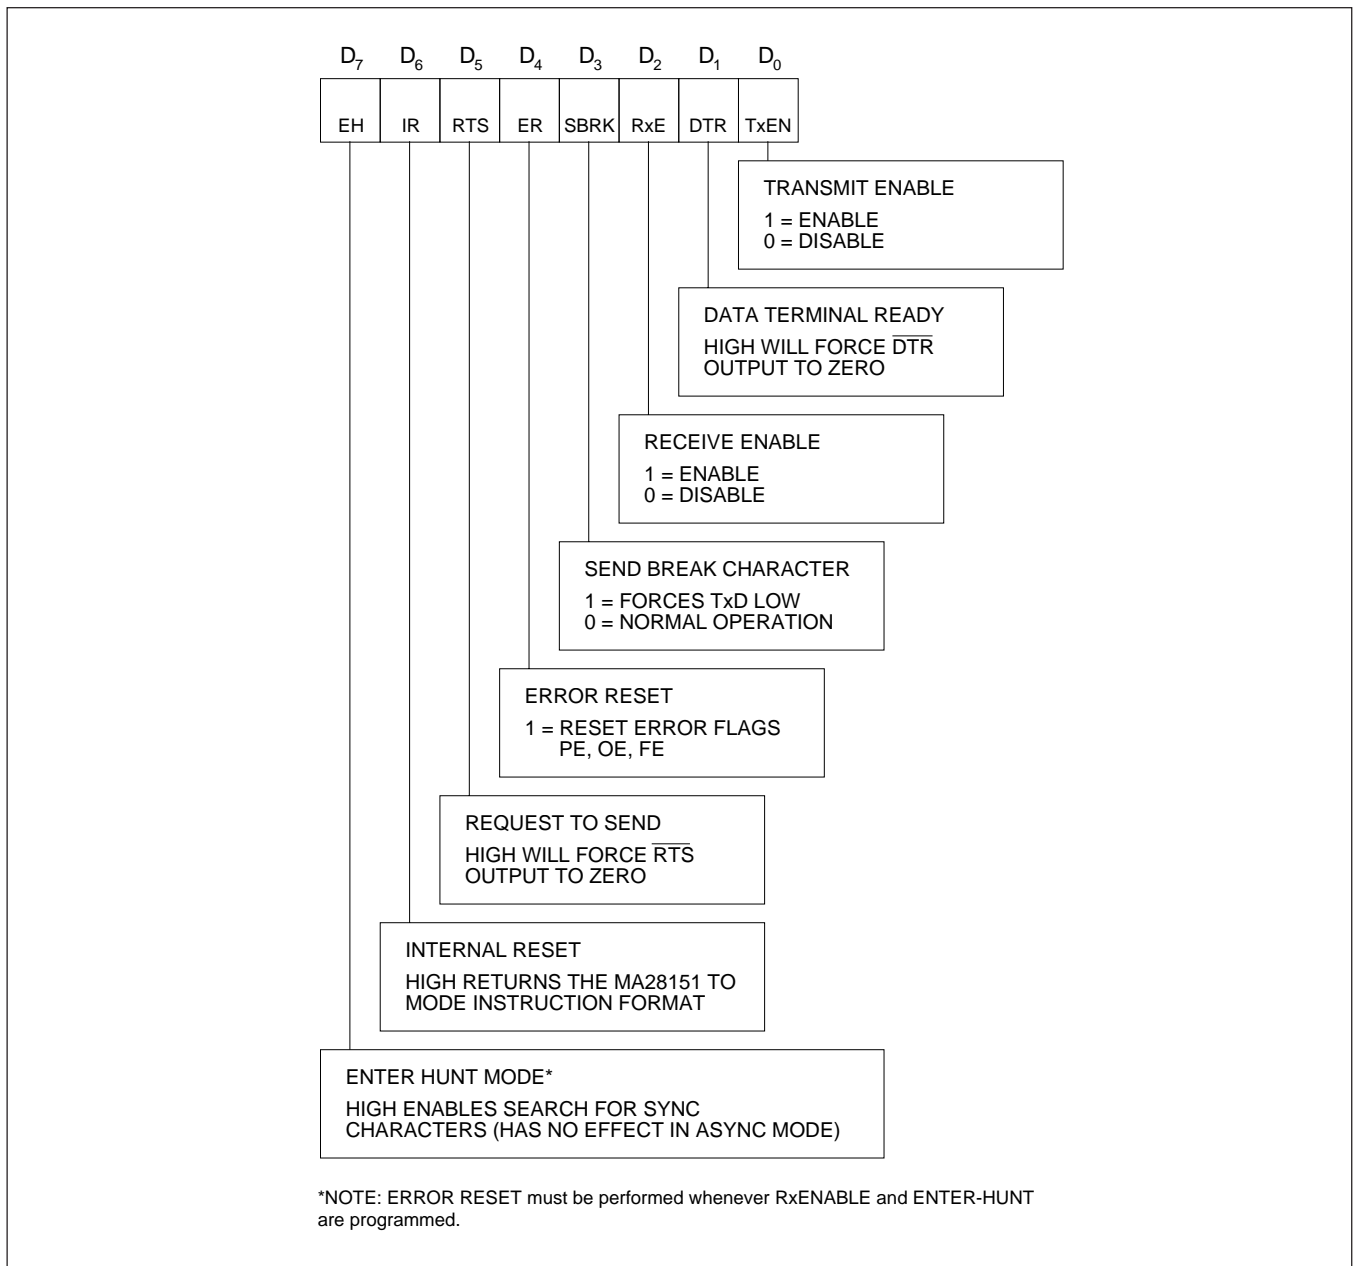 D7 D6 D5 D4 D3 D2 D1 D0
EH IR RTS ER SBRK RxE DTR TxEN
TRANSMIT ENABLE
1 = ENABLE
0 = DISABLE
DATA TERMINAL READY
HIGH WILL FORCE D̅T̅R̅
OUTPUT TO ZERO
RECEIVE ENABLE
1 = ENABLE
0 = DISABLE
SEND BREAK CHARACTER
1 = FORCES TxD LOW
0 = NORMAL OPERATION
ERROR RESET
1 = RESET ERROR FLAGS
PE, OE, FE
REQUEST TO SEND
HIGH WILL FORCE R̅T̅S̅
OUTPUT TO ZERO
INTERNAL RESET
HIGH RETURNS THE MA28151 TO
MODE INSTRUCTION FORMAT
ENTER HUNT MODE*
HIGH ENABLES SEARCH FOR SYNC
CHARACTERS (HAS NO EFFECT IN ASYNC MODE)
*NOTE: ERROR RESET must be performed whenever RxENABLE and ENTER-HUNT
are programmed.